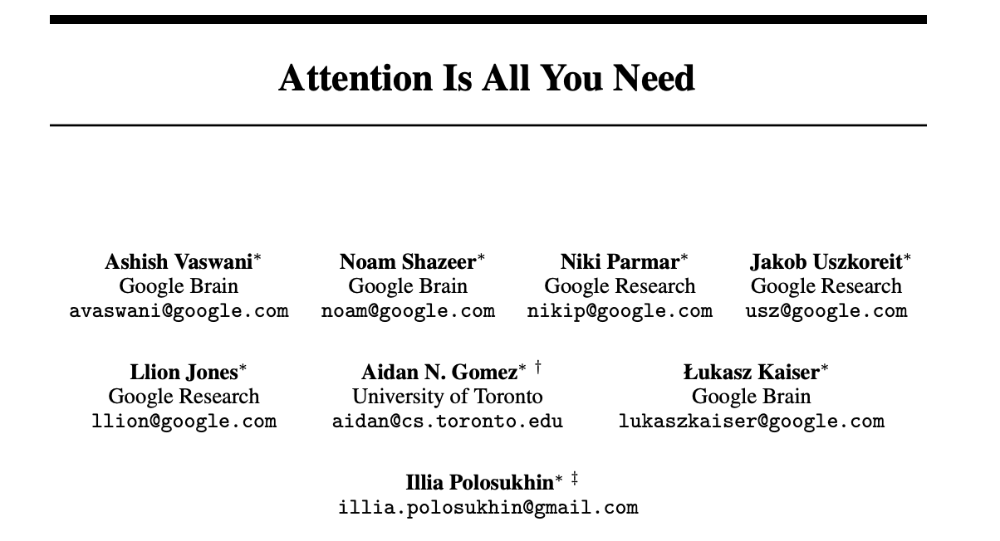 Attention Is All You Need
Ashish Vaswani* Noam Shazeer* Niki Parmar* Jakob Uszkoreit*
Google Brain Google Brain Google Research Google Research
avaswani@google.com noam@google.com nikip@google.com usz@google.com
Llion Jones* Aidan N. Gomez* † Łukasz Kaiser*
Google Research University of Toronto Google Brain
llion@google.com aidan@cs.toronto.edu lukaszkaiser@google.com
Illia Polosukhin* ‡
illia.polosukhin@gmail.com